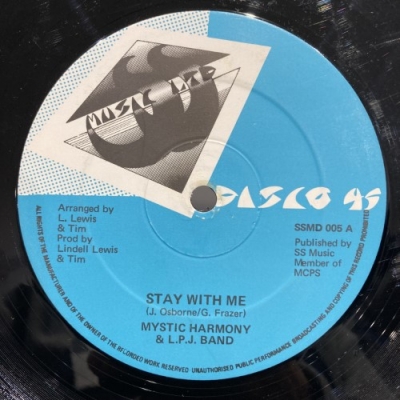 MUSIC LTD
DISCO 45
Arranged by
L. Lewis
& Tim
Prod by
Lindell Lewis
& Tim
SSMD 005 A
Published by
SS Music
Member of
MCPS
STAY WITH ME
(J. Osborne/G. Frazer)
MYSTIC HARMONY
& L.P.J. BAND
ALL RIGHTS OF THE MANUFACTURER AND OF THE OWNER OF THE RECORDED WORK RESERVED UNAUTHORISED PUBLIC PERFORMANCE BROADCASTING AND COPYING OF THIS RECORD PROHIBITED